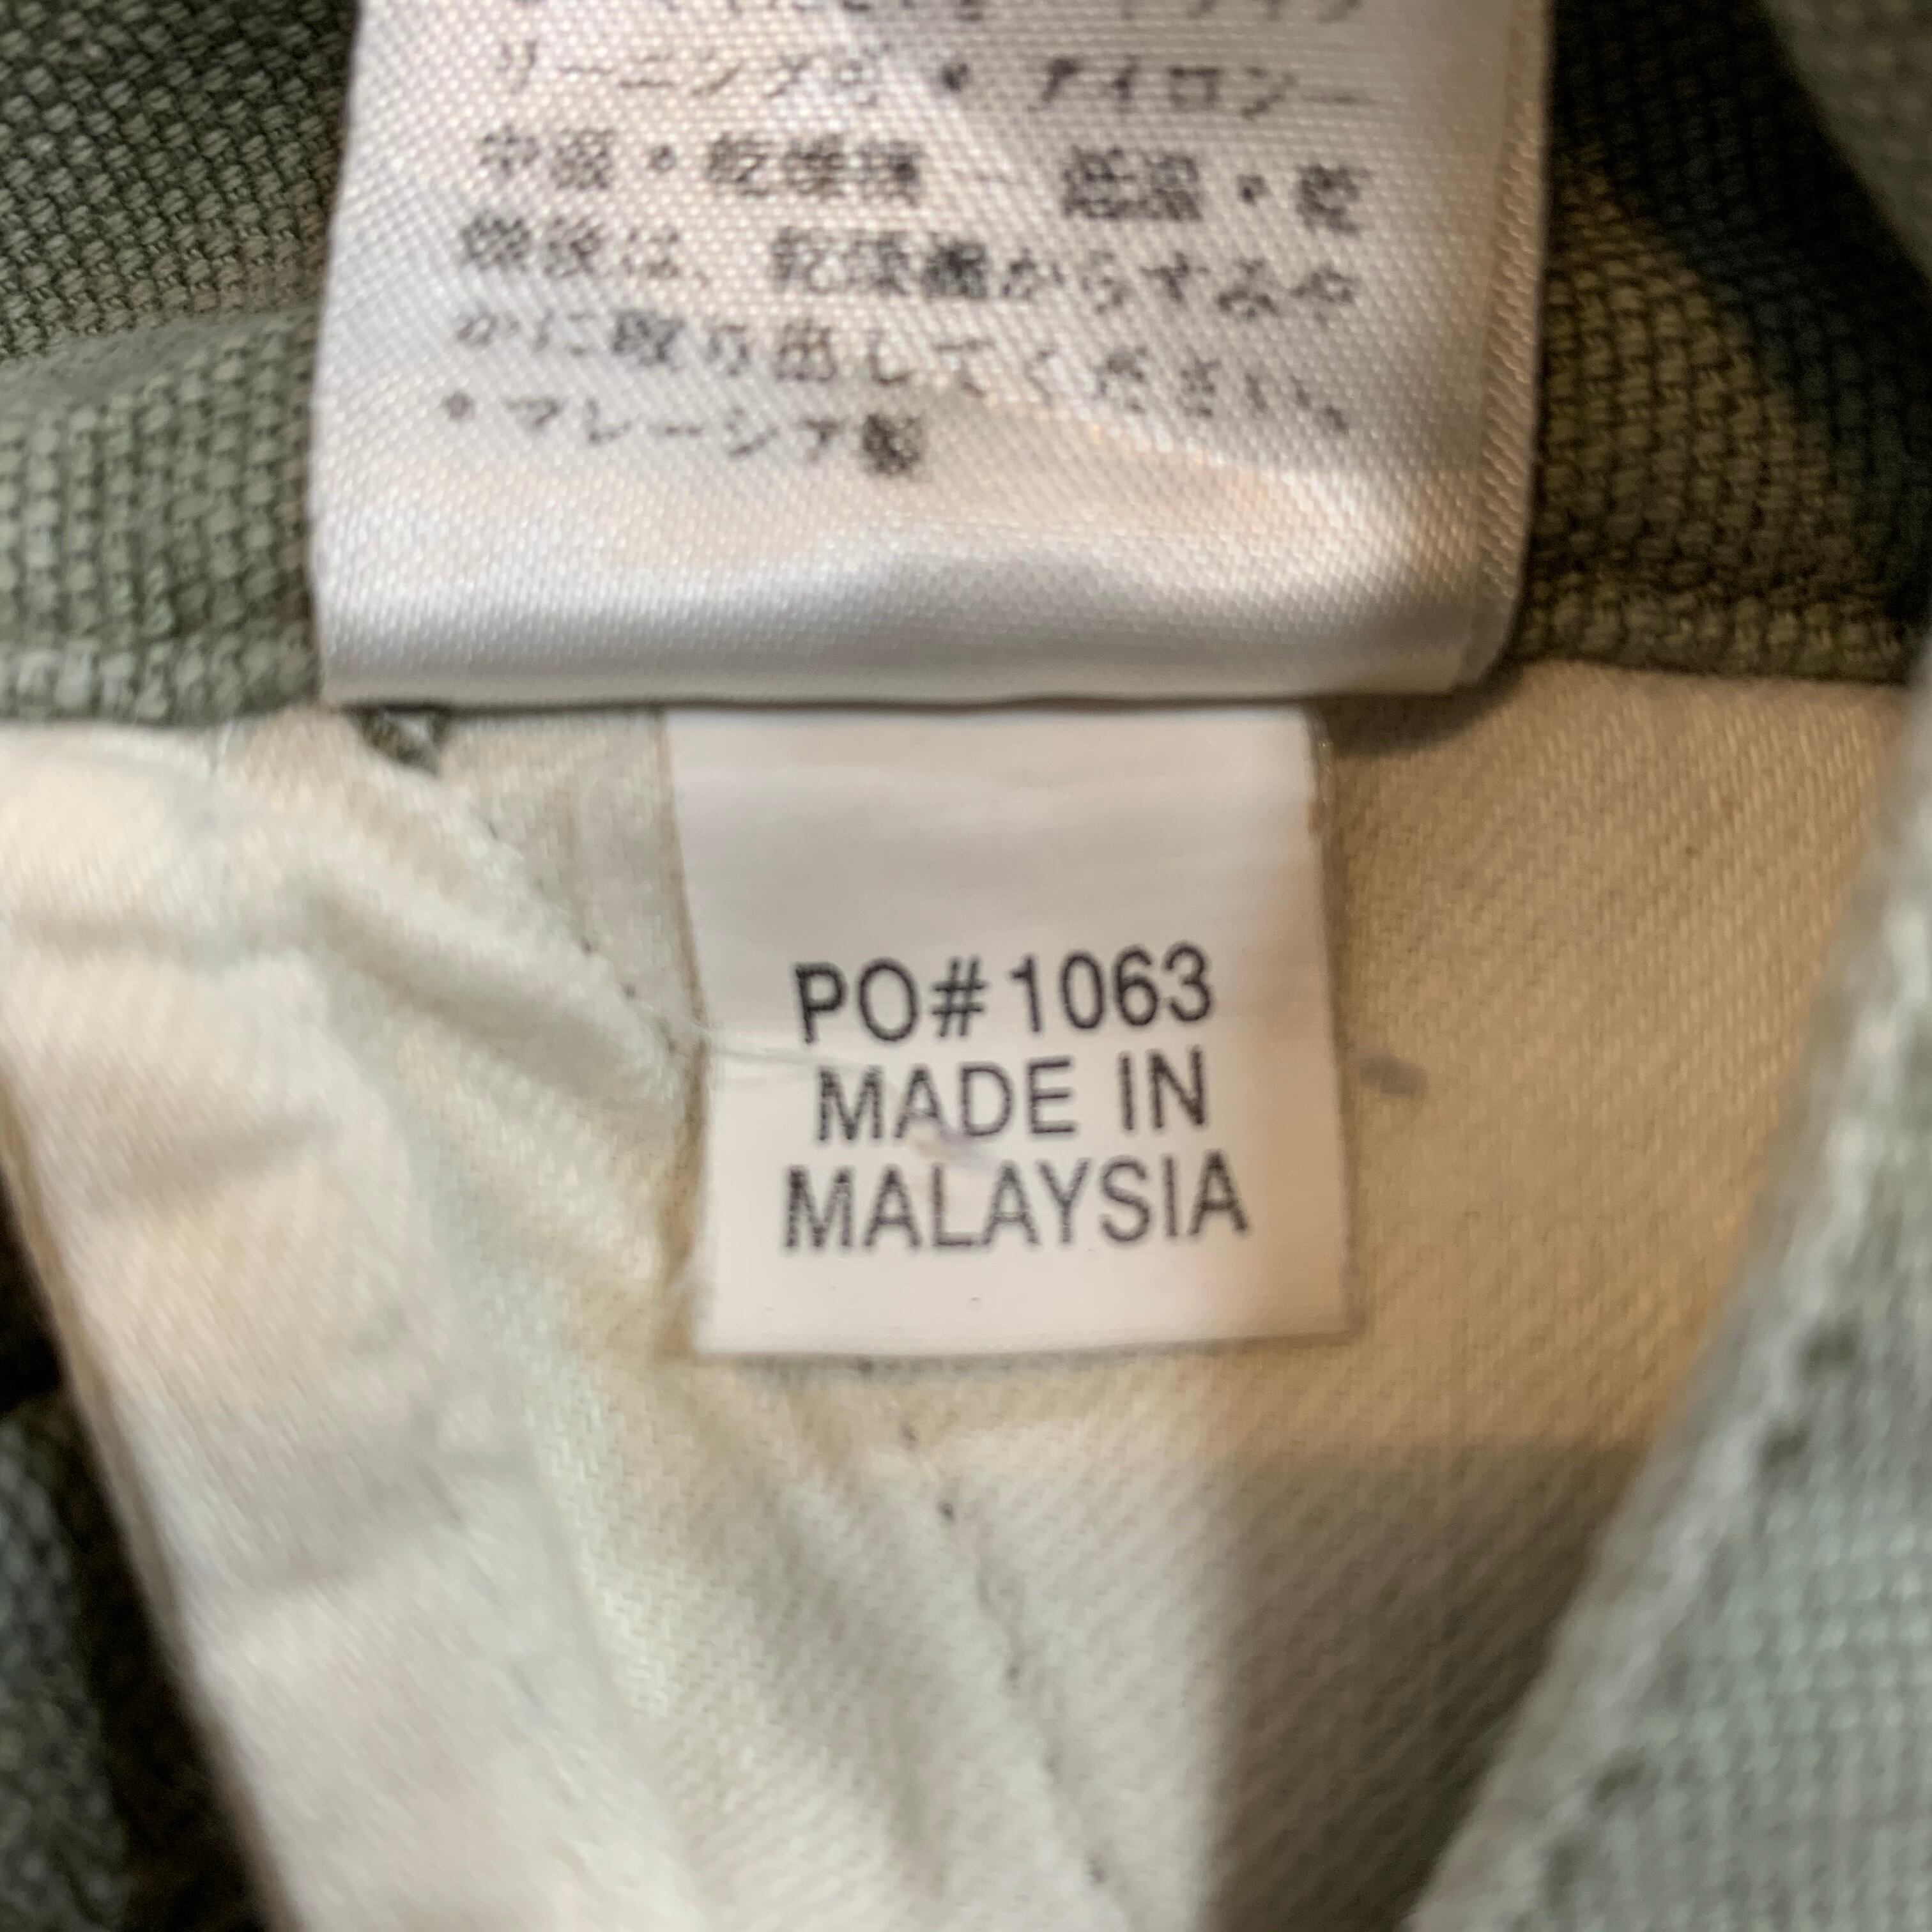 リーニング可・アイロン―
中温・乾燥機―低温・乾
燥後は、乾燥機からすみや
かに取り出してください。
・マレーシア製
PO#1063
MADE IN
MALAYSIA